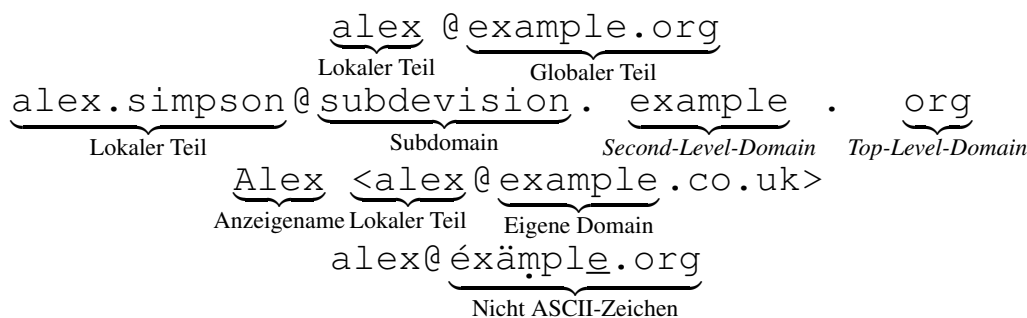 alex@example.org
Lokaler Teil Globaler Teil
alex.simpson@subdevision. example . org
Lokaler Teil Subdomain Second-Level-Domain Top-Level-Domain
Alex <alex@example.co.uk>
Anzeigename Lokaler Teil Eigene Domain
alex@éxäṃple̲.org
Nicht ASCII-Zeichen